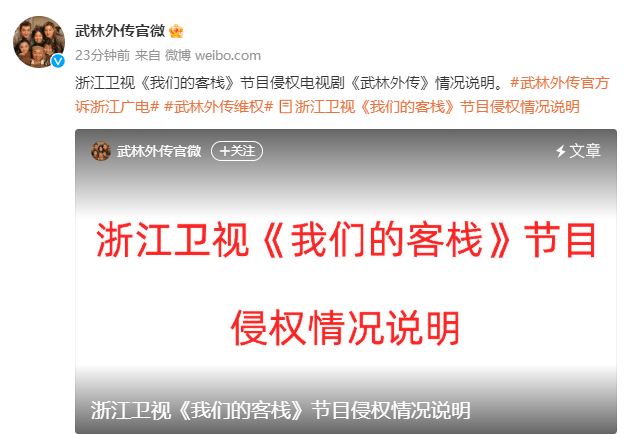 武林外传官微
23分钟前 来自 微博 weibo.com
浙江卫视《我们的客栈》节目侵权电视剧《武林外传》情况说明。#武林外传官方
诉浙江广电# #武林外传维权# 浙江卫视《我们的客栈》节目侵权情况说明
武林外传官微 +关注 文章
浙江卫视《我们的客栈》节目
侵权情况说明
浙江卫视《我们的客栈》节目侵权情况说明